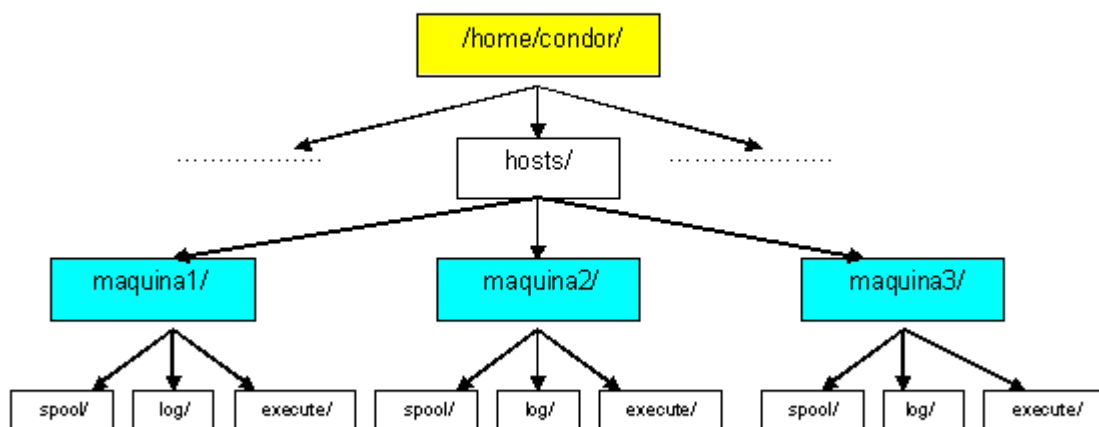 /home/condor/
hosts/
maquina1/ maquina2/ maquina3/
spool/ log/ execute/ spool/ log/ execute/ spool/ log/ execute/